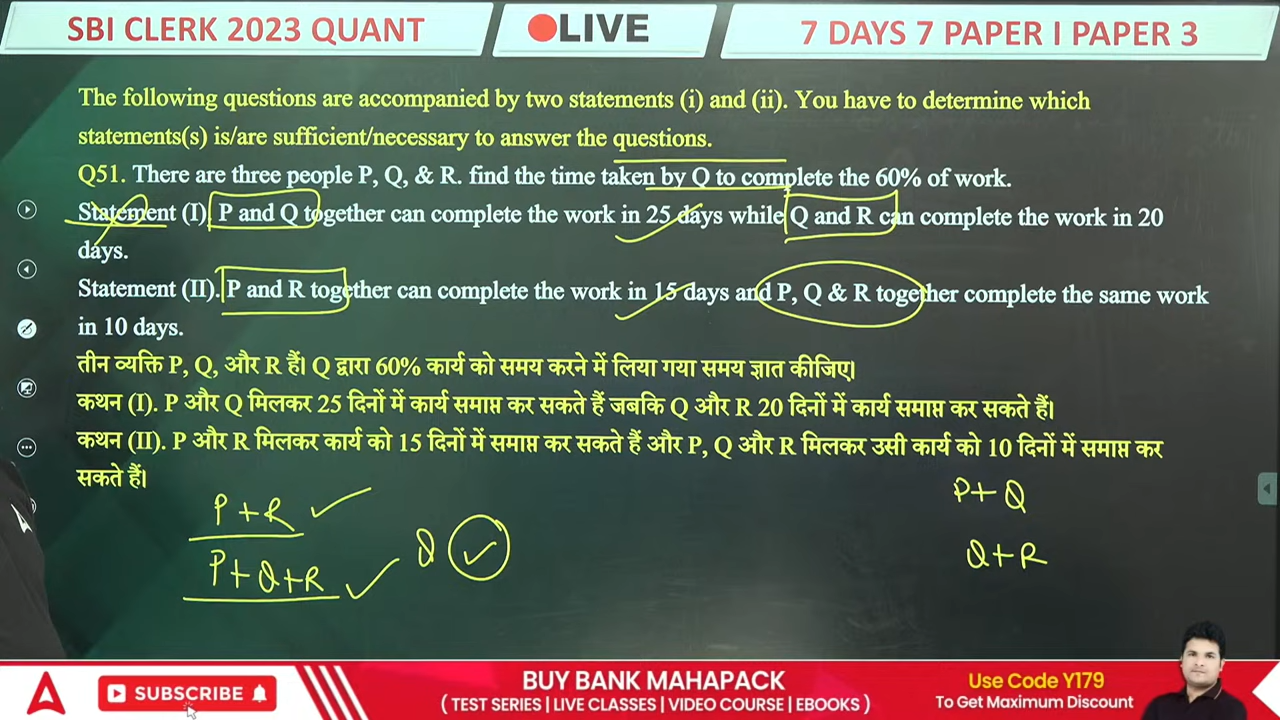 SBI CLERK 2023 QUANT
LIVE
7 DAYS 7 PAPER I PAPER 3
The following questions are accompanied by two statements (i) and (ii). You have to determine which
statements(s) is/are sufficient/necessary to answer the questions.
Q51. There are three people P, Q, & R. find the time taken by Q to complete the 60% of work.
Statement (I). P and Q together can complete the work in 25 days while Q and R can complete the work in 20
days.
Statement (II). P and R together can complete the work in 15 days and P, Q & R together complete the same work
in 10 days.
तीन व्यक्ति P, Q, और R हैं। Q द्वारा 60% कार्य को समय करने में लिया गया समय ज्ञात कीजिए।
कथन (I). P और Q मिलकर 25 दिनों में कार्य समाप्त कर सकते हैं जबकि Q और R 20 दिनों में कार्य समाप्त कर सकते हैं।
कथन (II). P और R मिलकर कार्य को 15 दिनों में समाप्त कर सकते हैं और P, Q और R मिलकर उसी कार्य को 10 दिनों में समाप्त कर
सकते हैं।
P+R
P+Q+R
Q
P+Q
Q+R
SUBSCRIBE
BUY BANK MAHAPACK
( TEST SERIES | LIVE CLASSES | VIDEO COURSE | EBOOKS )
Use Code Y179
To Get Maximum Discount